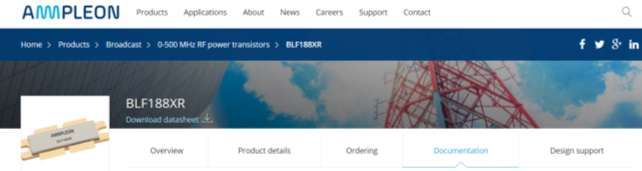 AMPLEON Products Applications About News Careers Support Contact
Home > Products > Broadcast > 0-500 MHz RF power transistors > BLF188XR
BLF188XR
Download datasheet
AMPLEON
Overview Product details Ordering Documentation Design support